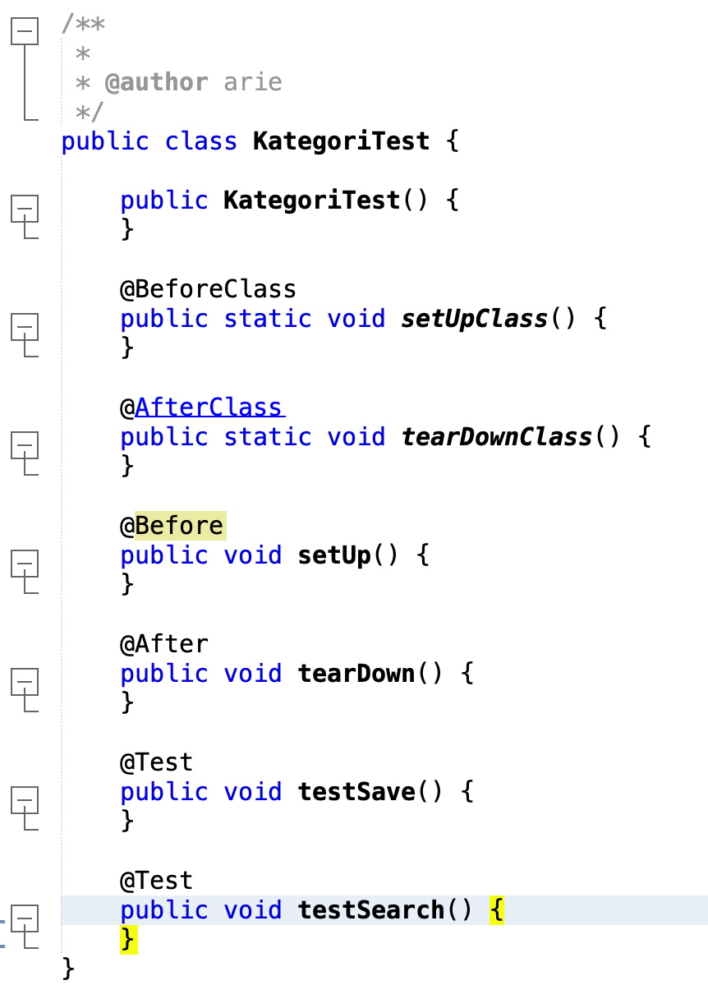 /**
 *
 * @author arie
 */
public class KategoriTest {

    public KategoriTest() {
    }

    @BeforeClass
    public static void setUpClass() {
    }

    @AfterClass
    public static void tearDownClass() {
    }

    @Before
    public void setUp() {
    }

    @After
    public void tearDown() {
    }

    @Test
    public void testSave() {
    }

    @Test
    public void testSearch() {
    }
}